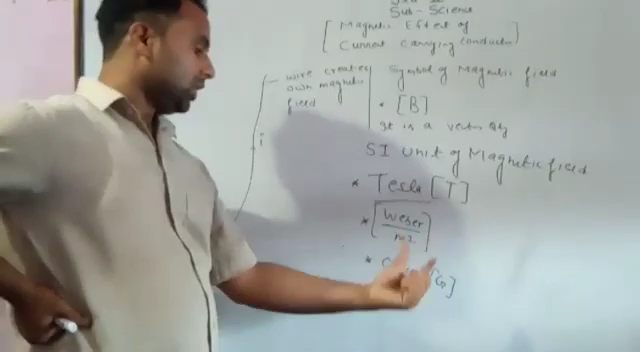 Sub- Science
[ Magnetic Effect of
Current Carrying Conductor ]
wire creates
own magnetic
field
i
Symbol of Magnetic field
* [B]
It is a vector Qty
SI Unit of Magnetic field
* Tesla [T]
* [ Weber
m2 ]
* [G]